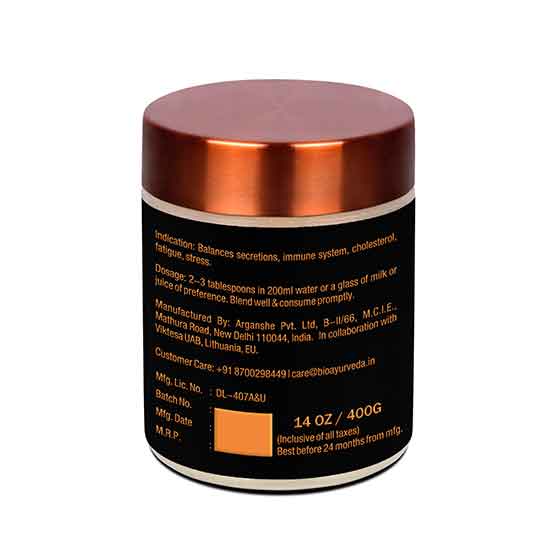 Indication: Balances secretions, immune system, cholesterol,
fatigue, stress.
Dosage: 2–3 tablespoons in 200ml water or a glass of milk or
juice of preference. Blend well & consume promptly.
Manufactured By: Arganshe Pvt. Ltd, B–II/66, M.C.I.E.,
Mathura Road, New Delhi 110044, India. In collaboration with
Vikfesa UAB, Lithuania, EU.
Customer Care: +91 8700298449 | care@bioayurveda.in
Mfg. Lic. No. : DL–407A&U
Batch No. :
Mfg. Date :
M.R.P. :
14 OZ / 400G
(Inclusive of all taxes)
Best before 24 months from mfg.